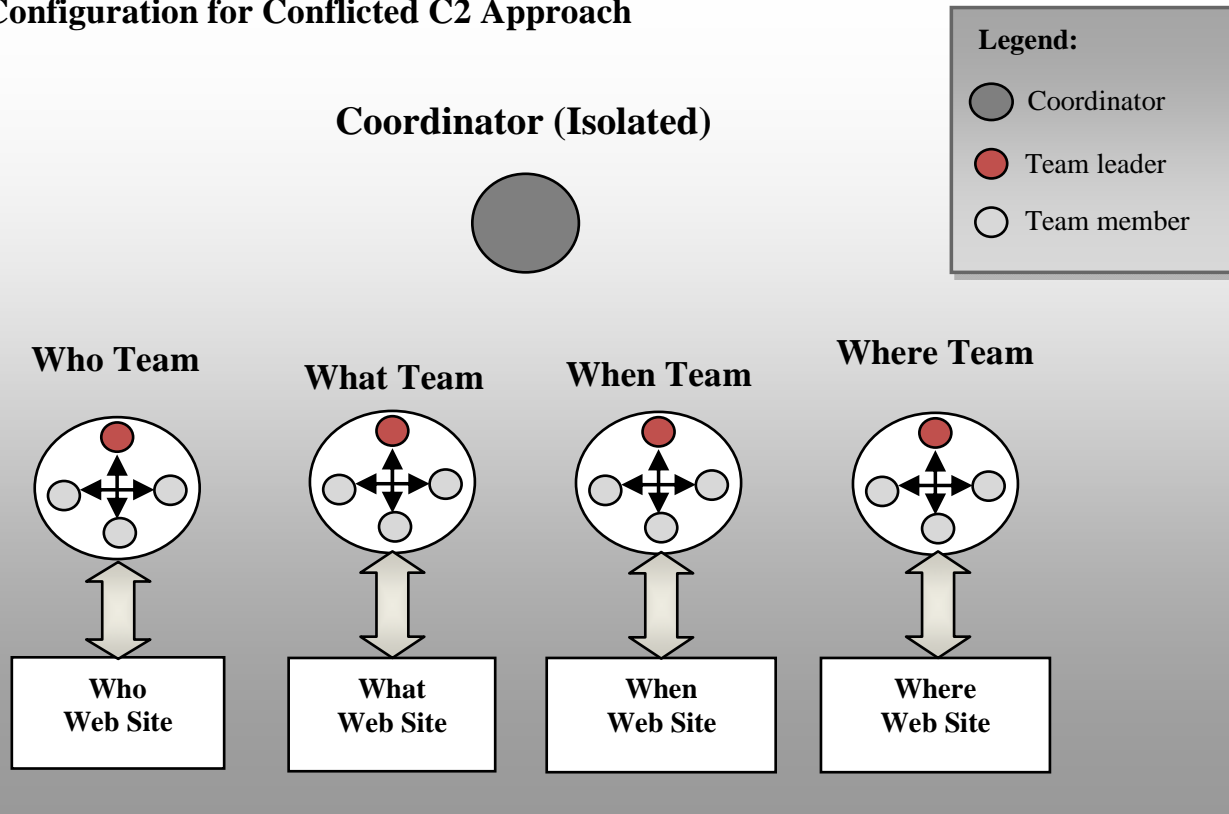 Configuration for Conflicted C2 Approach
Legend:
Coordinator
Team leader
Team member
Coordinator (Isolated)
Who Team
What Team
When Team
Where Team
Who
Web Site
What
Web Site
When
Web Site
Where
Web Site